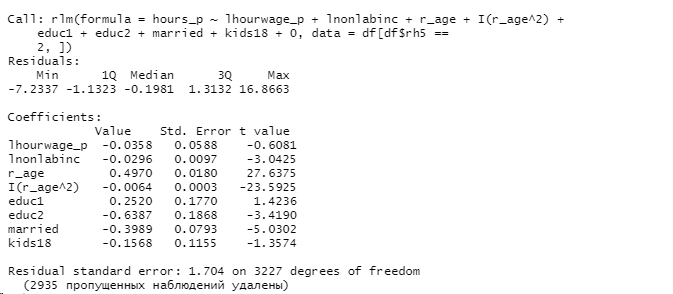 Call: rlm(formula = hours_p ~ lhourwage_p + lnonlabinc + r_age + I(r_age^2) +
educ1 + educ2 + married + kids18 + 0, data = df[df$rh5 ==
2, ])
Residuals:
Min 1Q Median 3Q Max
-7.2337 -1.1323 -0.1981 1.3132 16.8663
Coefficients:
Value Std. Error t value
lhourwage_p -0.0358 0.0588 -0.6081
lnonlabinc -0.0296 0.0097 -3.0425
r_age 0.4970 0.0180 27.6375
I(r_age^2) -0.0064 0.0003 -23.5925
educ1 0.2520 0.1770 1.4236
educ2 -0.6387 0.1868 -3.4190
married -0.3989 0.0793 -5.0302
kids18 -0.1568 0.1155 -1.3574
Residual standard error: 1.704 on 3227 degrees of freedom
(2935 пропущенных наблюдений удалены)